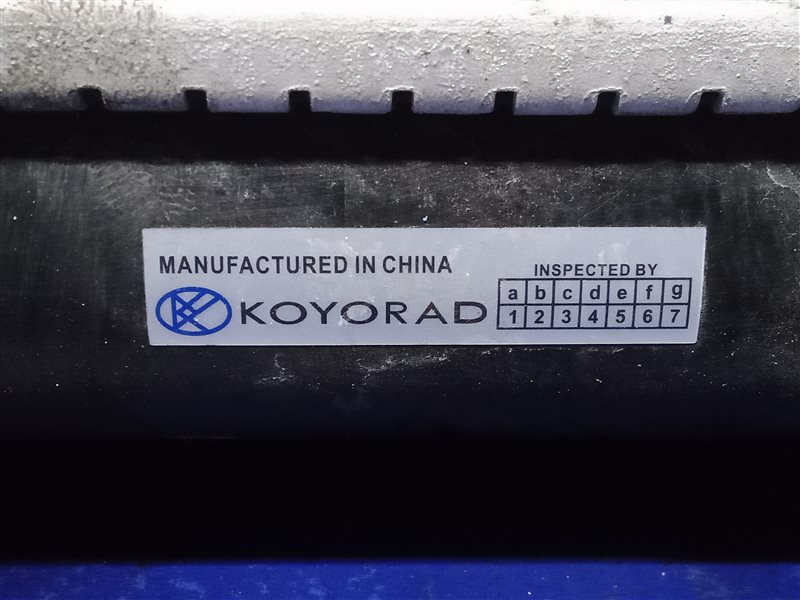 MANUFACTURED IN CHINA
KOYORAD
INSPECTED BY
a b c d e f g
1 2 3 4 5 6 7